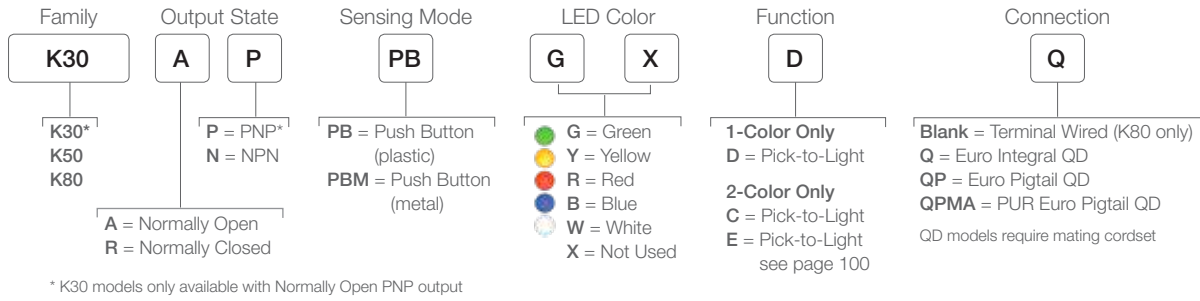 Family Output State Sensing Mode LED Color Function Connection
K30 A P PB G X D Q
K30*
K50
K80
P = PNP*
N = NPN
A = Normally Open
R = Normally Closed
PB = Push Button
(plastic)
PBM = Push Button
(metal)
G = Green
Y = Yellow
R = Red
B = Blue
W = White
X = Not Used
1-Color Only
D = Pick-to-Light
2-Color Only
C = Pick-to-Light
E = Pick-to-Light
see page 100
Blank = Terminal Wired (K80 only)
Q = Euro Integral QD
QP = Euro Pigtail QD
QPMA = PUR Euro Pigtail QD
QD models require mating cordset
* K30 models only available with Normally Open PNP output